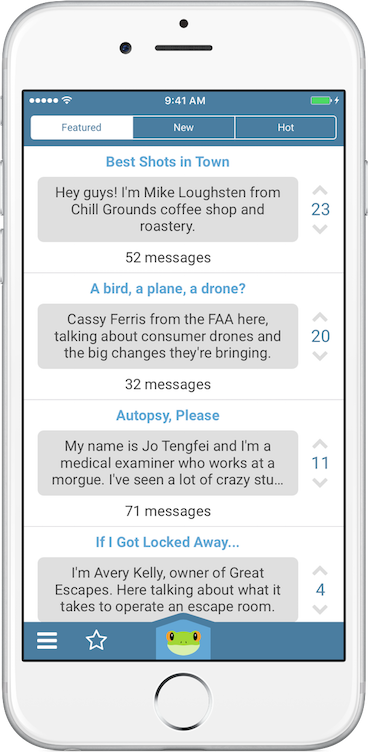 9:41 AM
Featured New Hot
Best Shots in Town
Hey guys! I'm Mike Loughsten from
Chill Grounds coffee shop and
roastery.
23
52 messages
A bird, a plane, a drone?
Cassy Ferris from the FAA here,
talking about consumer drones and
the big changes they're bringing.
20
32 messages
Autopsy, Please
My name is Jo Tengfei and I'm a
medical examiner who works at a
morgue. I've seen a lot of crazy stu...
11
71 messages
If I Got Locked Away...
I'm Avery Kelly, owner of Great
Escapes. Here talking about what it
takes to operate an escape room.
4